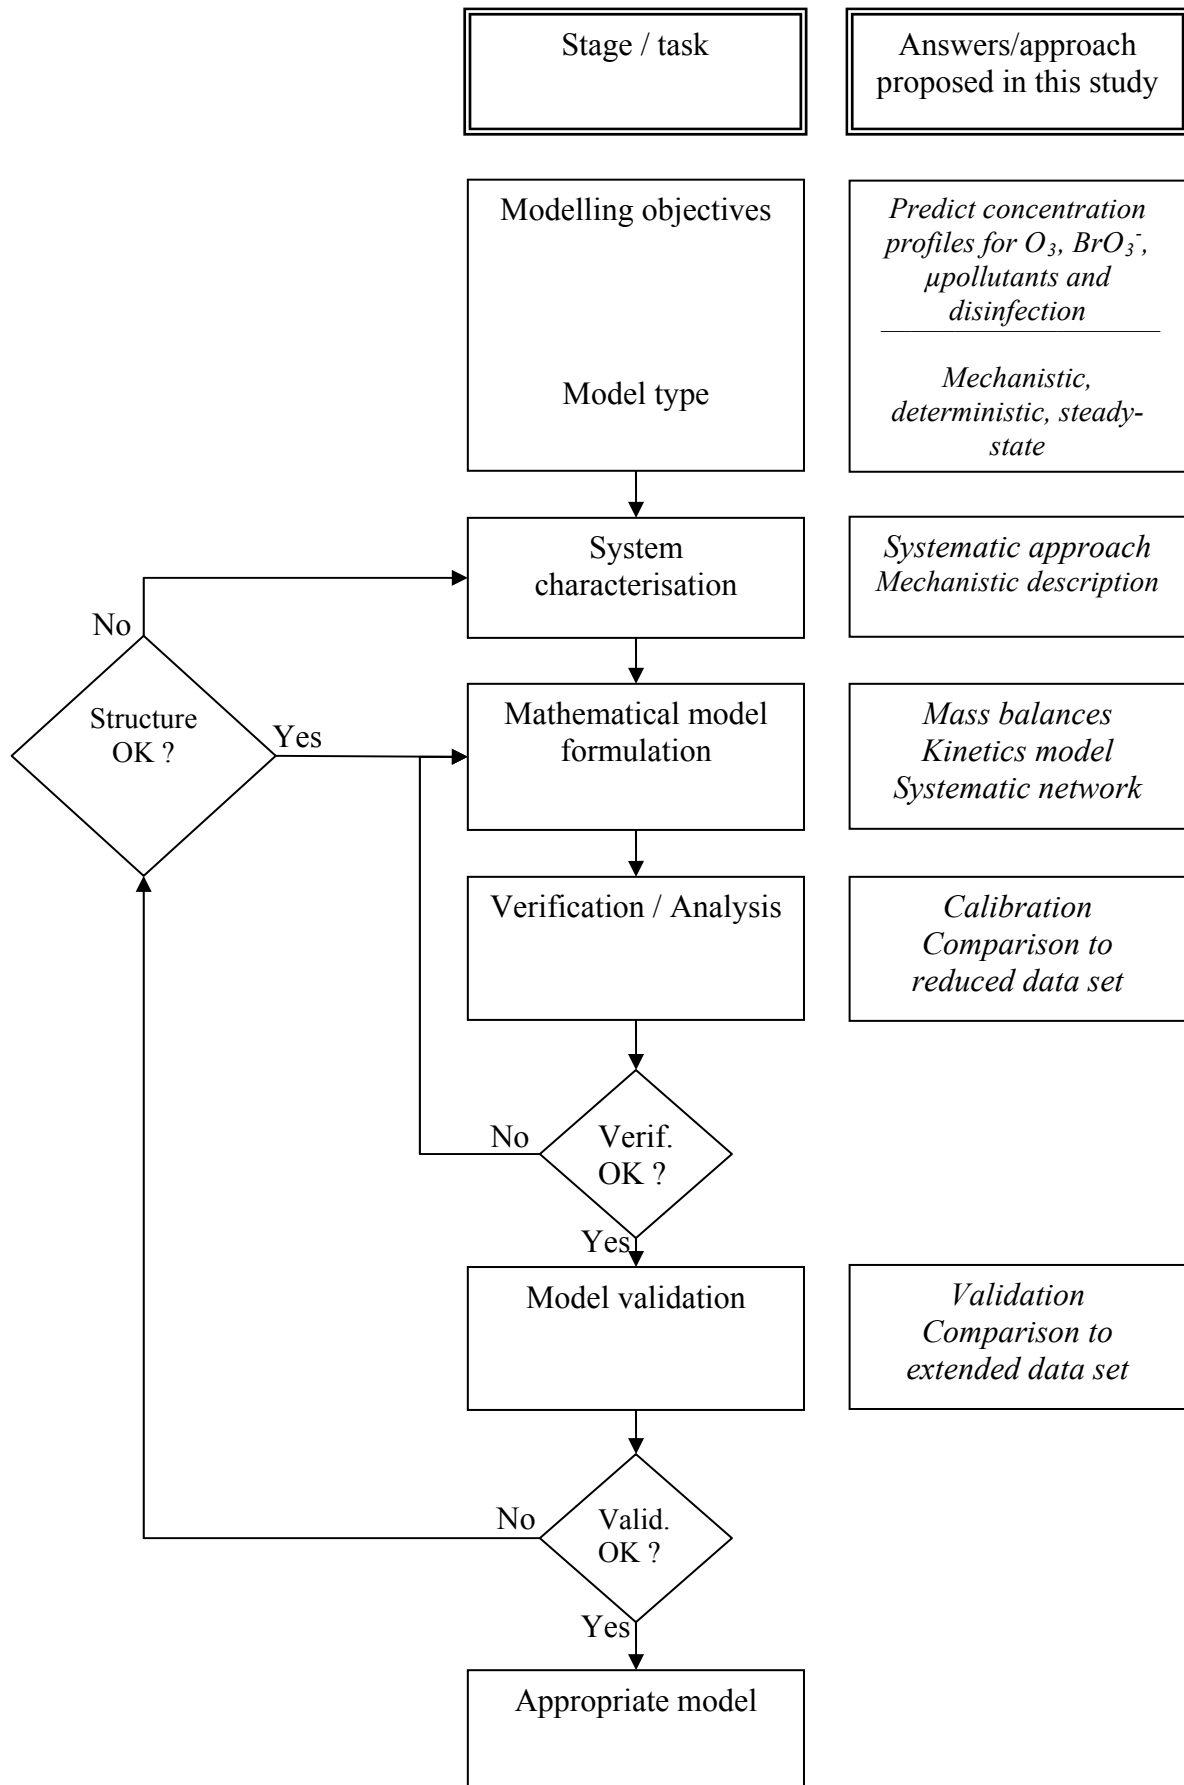 Stage / task
Answers/approach
proposed in this study
Modelling objectives
Predict concentration
profiles for O₃, BrO₃⁻,
µpollutants and
disinfection
Model type
Mechanistic,
deterministic, steady-
state
System
characterisation
Systematic approach
Mechanistic description
No
Structure
OK ?
Yes
Mathematical model
formulation
Mass balances
Kinetics model
Systematic network
Verification / Analysis
Calibration
Comparison to
reduced data set
No
Verif.
OK ?
Yes
Model validation
Validation
Comparison to
extended data set
No
Valid.
OK ?
Yes
Appropriate model